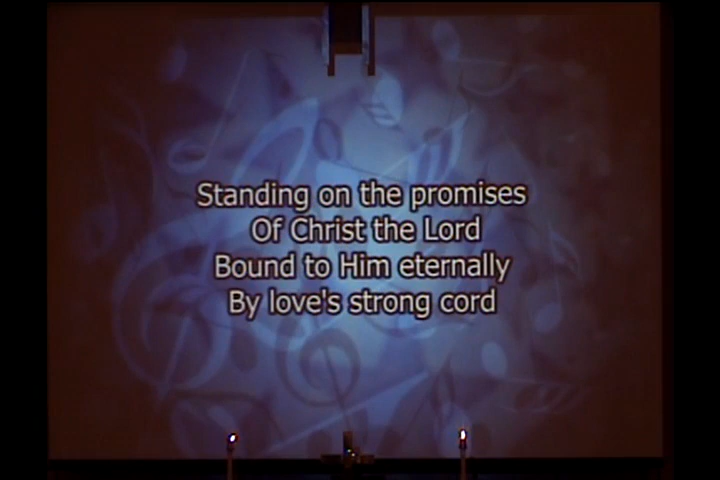 Standing on the promises
Of Christ the Lord
Bound to Him eternally
By love's strong cord